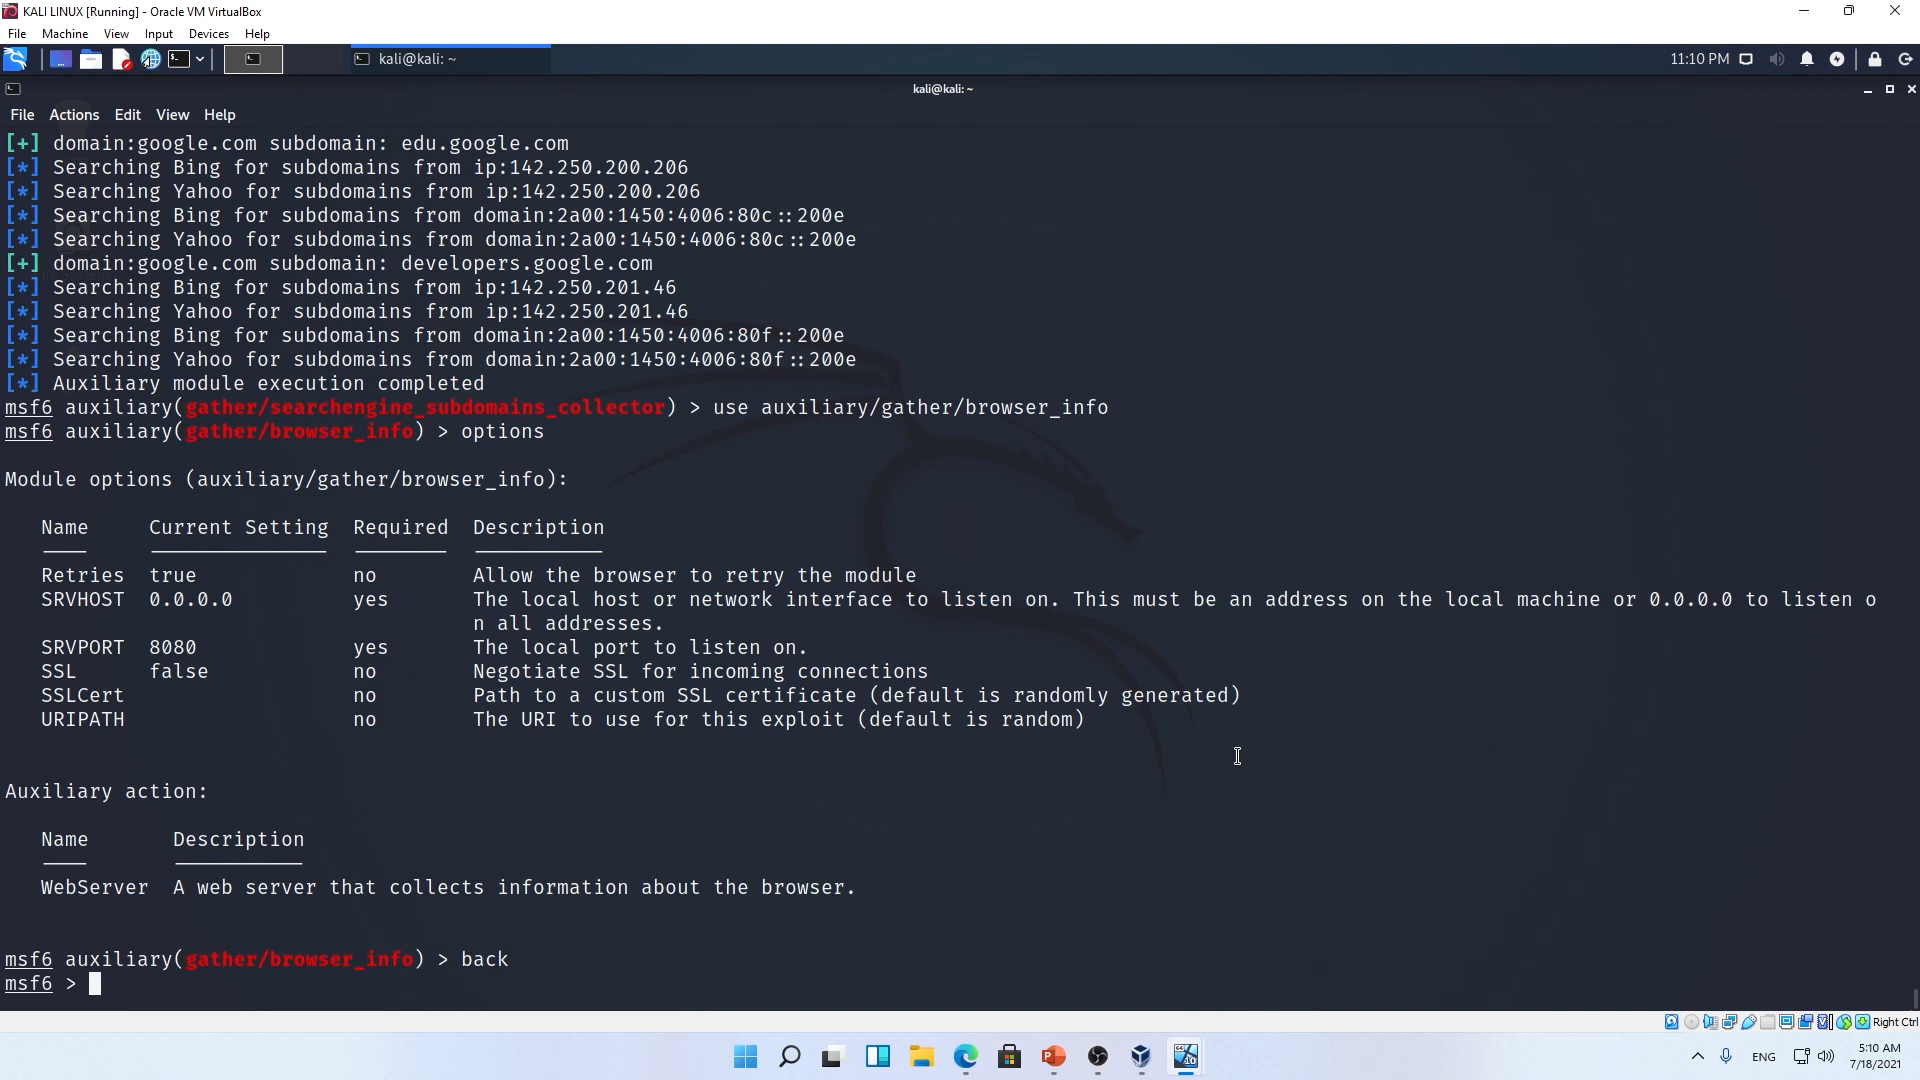 KALI LINUX [Running] - Oracle VM VirtualBox
File Machine View Input Devices Help
kali@kali: ~
11:10 PM
kali@kali: ~
File Actions Edit View Help
[+] domain:google.com subdomain: edu.google.com
[*] Searching Bing for subdomains from ip:142.250.200.206
[*] Searching Yahoo for subdomains from ip:142.250.200.206
[*] Searching Bing for subdomains from domain:2a00:1450:4006:80c::200e
[*] Searching Yahoo for subdomains from domain:2a00:1450:4006:80c::200e
[+] domain:google.com subdomain: developers.google.com
[*] Searching Bing for subdomains from ip:142.250.201.46
[*] Searching Yahoo for subdomains from ip:142.250.201.46
[*] Searching Bing for subdomains from domain:2a00:1450:4006:80f::200e
[*] Searching Yahoo for subdomains from domain:2a00:1450:4006:80f::200e
[*] Auxiliary module execution completed
msf6 auxiliary(gather/searchengine_subdomains_collector) > use auxiliary/gather/browser_info
msf6 auxiliary(gather/browser_info) > options
Module options (auxiliary/gather/browser_info):
Name Current Setting Required Description
Retries true no Allow the browser to retry the module
SRVHOST 0.0.0.0 yes The local host or network interface to listen on. This must be an address on the local machine or 0.0.0.0 to listen o
n all addresses.
SRVPORT 8080 yes The local port to listen on.
SSL false no Negotiate SSL for incoming connections
SSLCert no Path to a custom SSL certificate (default is randomly generated)
URIPATH no The URI to use for this exploit (default is random)
Auxiliary action:
Name Description
WebServer A web server that collects information about the browser.
msf6 auxiliary(gather/browser_info) > back
msf6 >
Right Ctrl
ENG
5:10 AM
7/18/2021